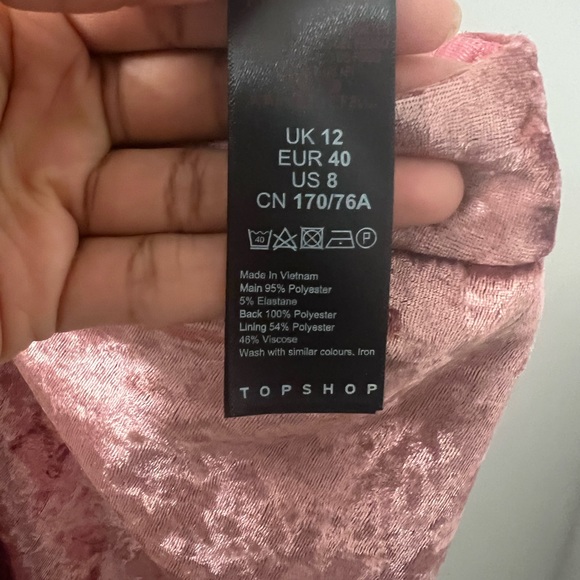 UK 12
EUR 40
US 8
CN 170/76A
40 P
Made in Vietnam
Main 95% Polyester
5% Elastane
Back 100% Polyester
Lining 54% Polyester
46% Viscose
Wash with similar colours. Iron
TOPSHOP